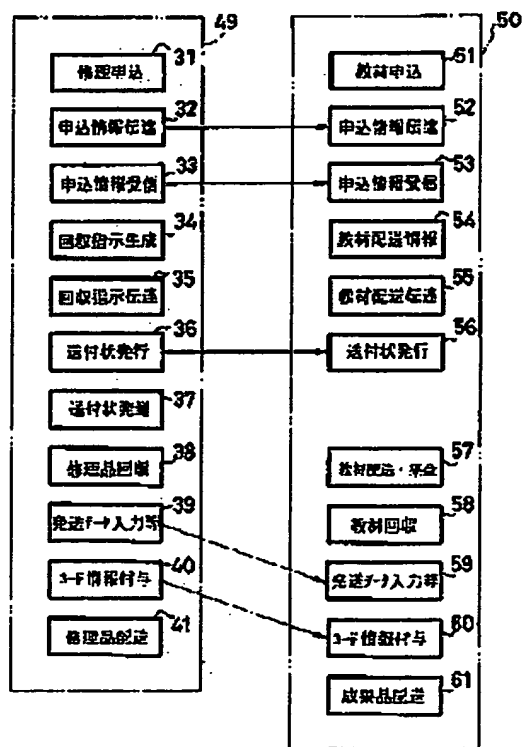 49
31
修理申込
32
申込情報伝達
33
申込情報受信
34
回収指示生成
35
回収指示伝達
36
送付状発行
37
送付状発送
38
修理品回収
39
発送データ入力等
40
コード情報付与
41
修理品配送
50
51
教材申込
52
申込情報伝達
53
申込情報受信
54
教材配送情報
55
教材配送伝達
56
送付状発行
57
教材配送・集金
58
教材回収
59
発送データ入力等
60
コード情報付与
61
成果品配送